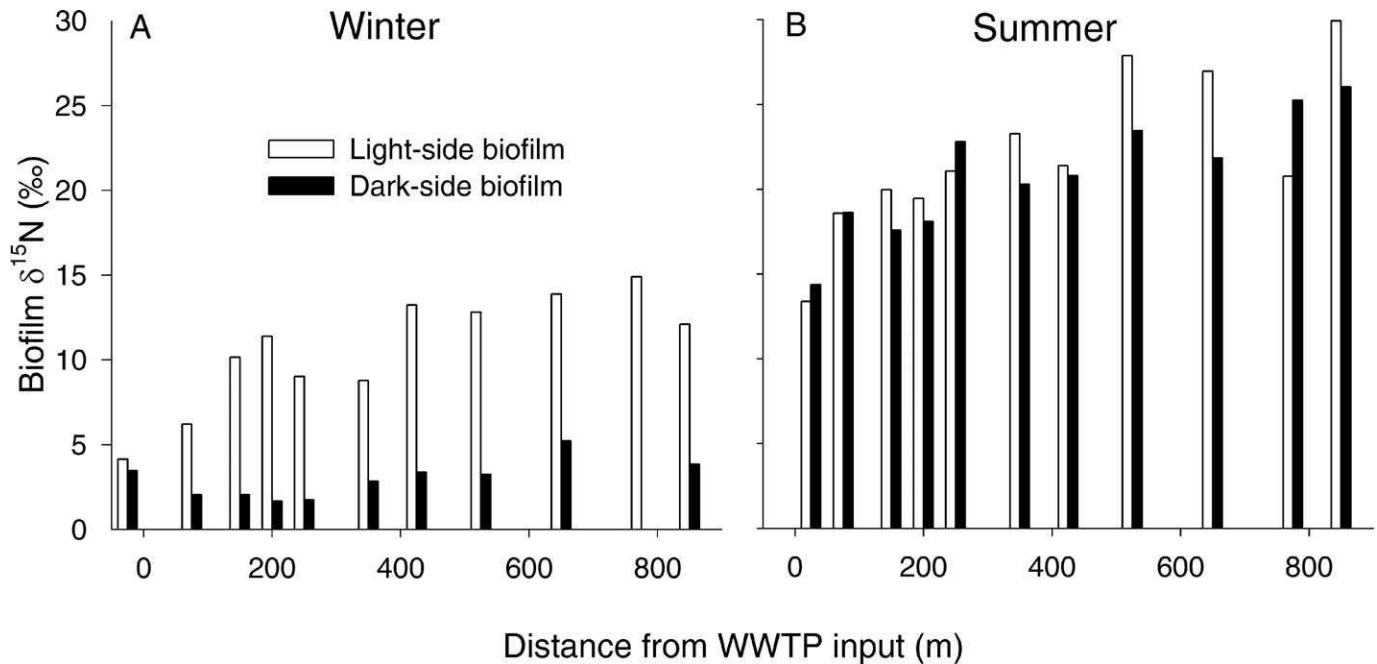 A Winter
B Summer
Light-side biofilm
Dark-side biofilm
Biofilm δ¹⁵N (‰)
30
25
20
15
10
5
0
0 200 400 600 800
0 200 400 600 800
Distance from WWTP input (m)